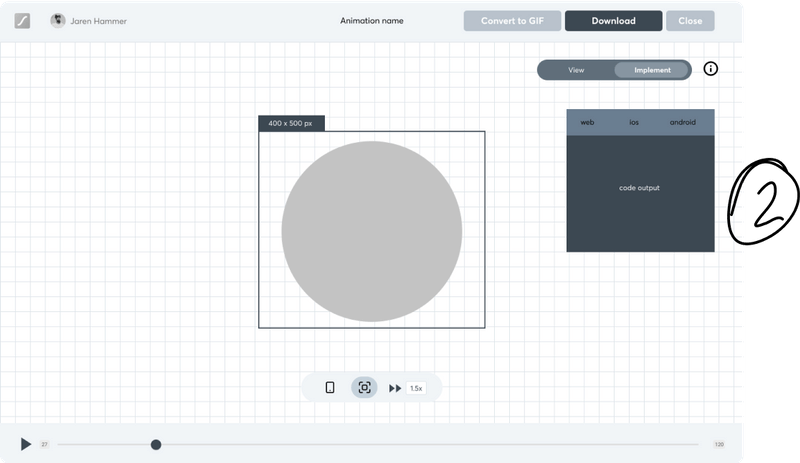 Jaren Hammer
Animation name
Convert to GIF
Download
Close
View
Implement
400 x 500 px
web
ios
android
code output
2
1.5x
27
120